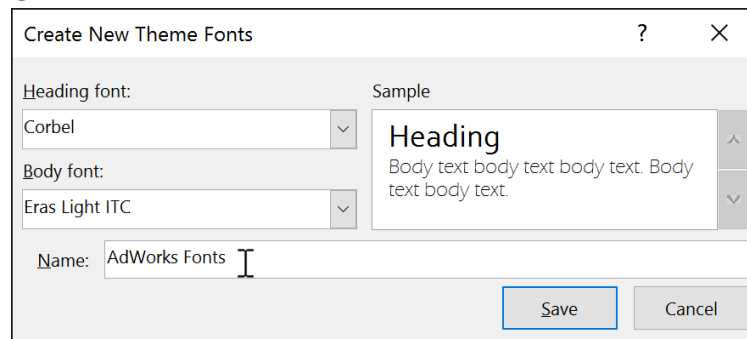 Create New Theme Fonts ?
Heading font:
Sample
Corbel
Heading
Body text body text body text. Body
text body text.
Body font:
Eras Light ITC
Name: AdWorks Fonts
Save Cancel